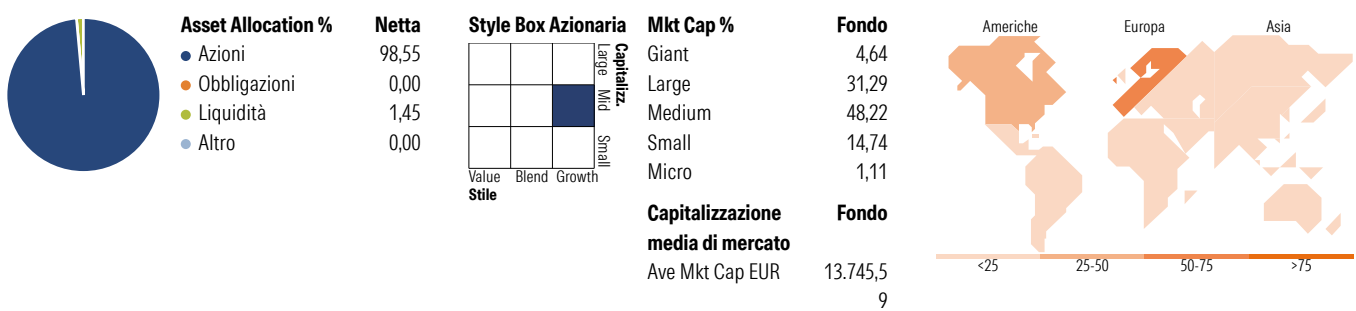 Asset Allocation % Netta
Azioni 98,55
Obbligazioni 0,00
Liquidità 1,45
Altro 0,00
Style Box Azionaria
Capitalizz.
Large
Mid
Small
Value Blend Growth
Stile
Mkt Cap % Fondo
Giant 4,64
Large 31,29
Medium 48,22
Small 14,74
Micro 1,11
Capitalizzazione Fondo
media di mercato
Ave Mkt Cap EUR 13.745,5
9
Americhe Europa Asia
<25 25-50 50-75 >75